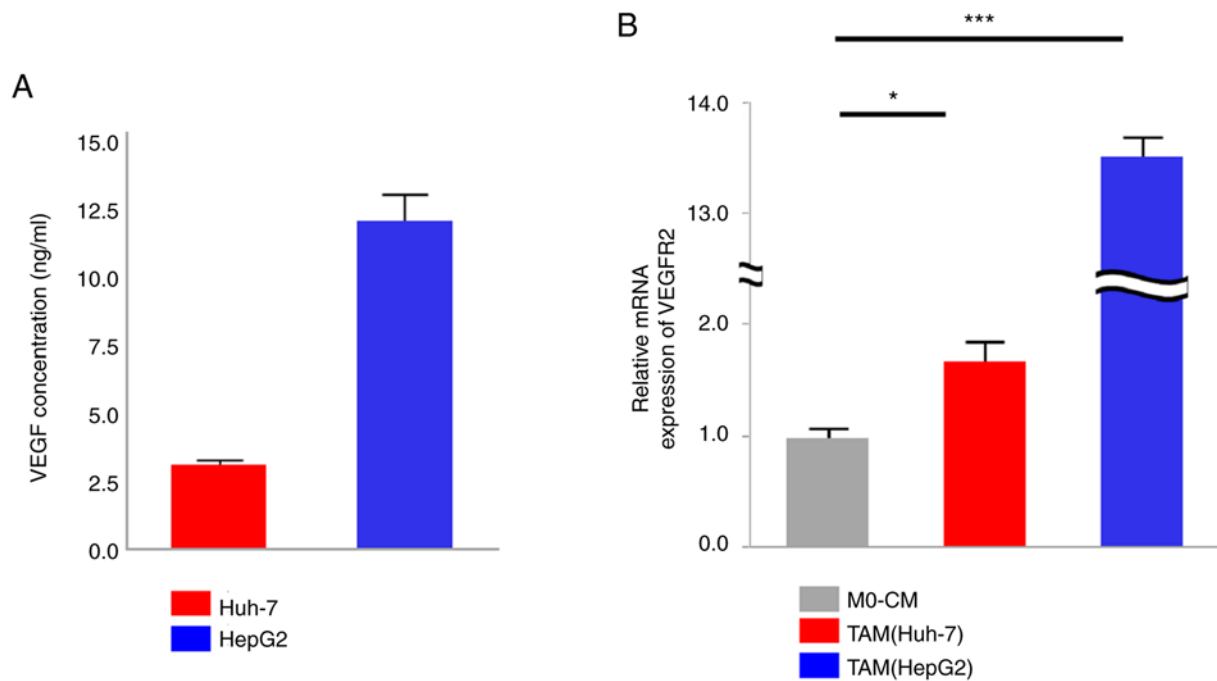 A
VEGF concentration (ng/ml)
15.0
12.5
10.0
7.5
5.0
2.5
0.0
Huh-7
HepG2
B
***
*
Relative mRNA
expression of VEGFR2
14.0
13.0
2.0
1.0
0.0
M0-CM
TAM(Huh-7)
TAM(HepG2)